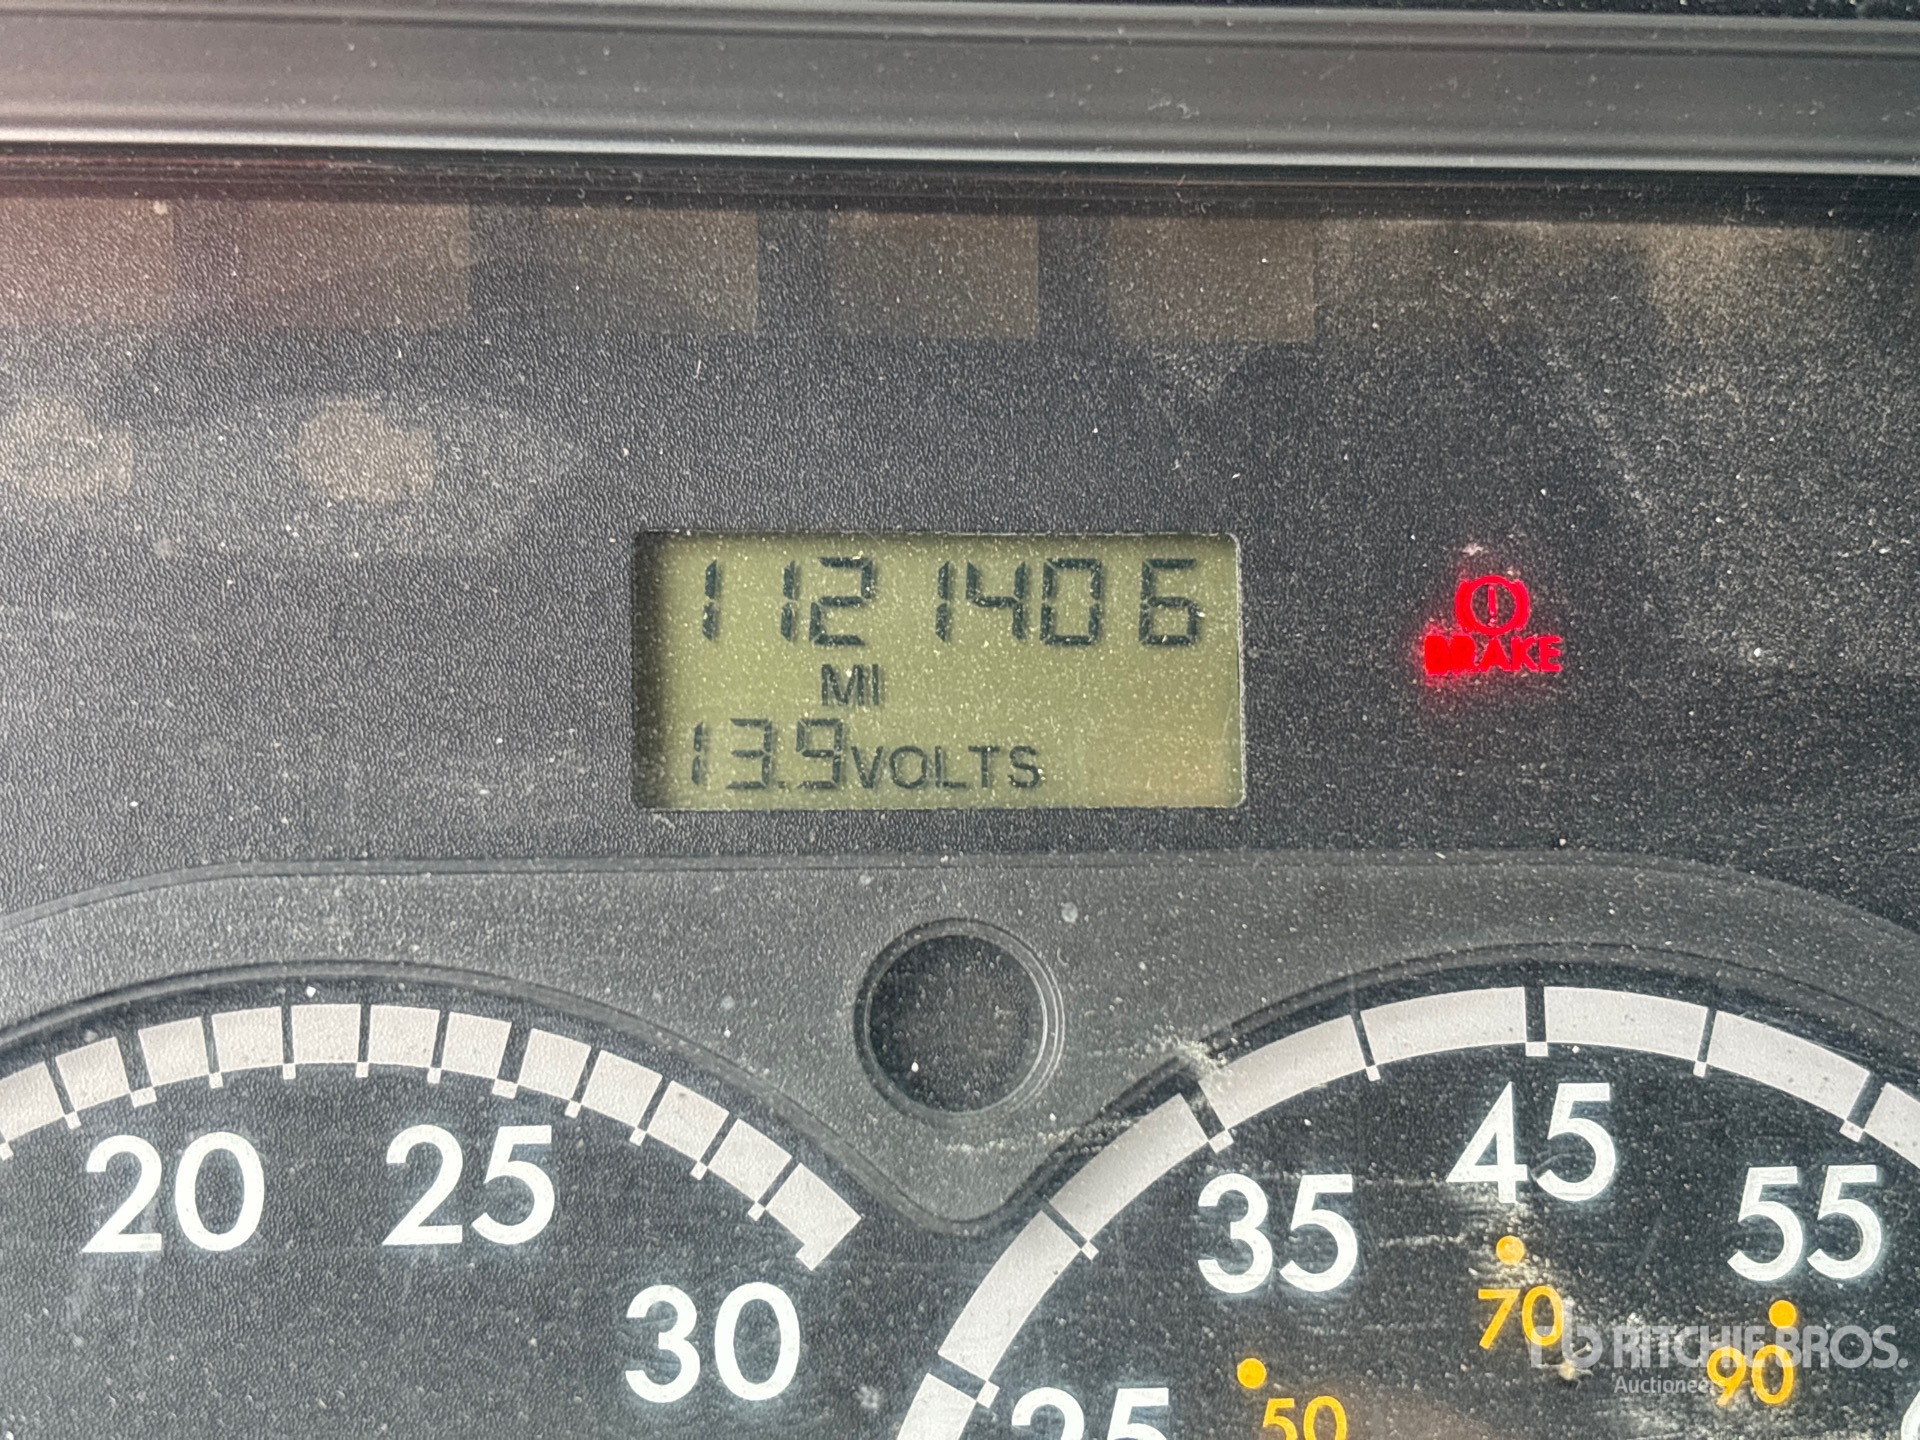 1121406
MI
13.9VOLTS
BRAKE
20
25
30
25
35
45
55
50
70
90
RITCHIE BROS.
Auctioneers